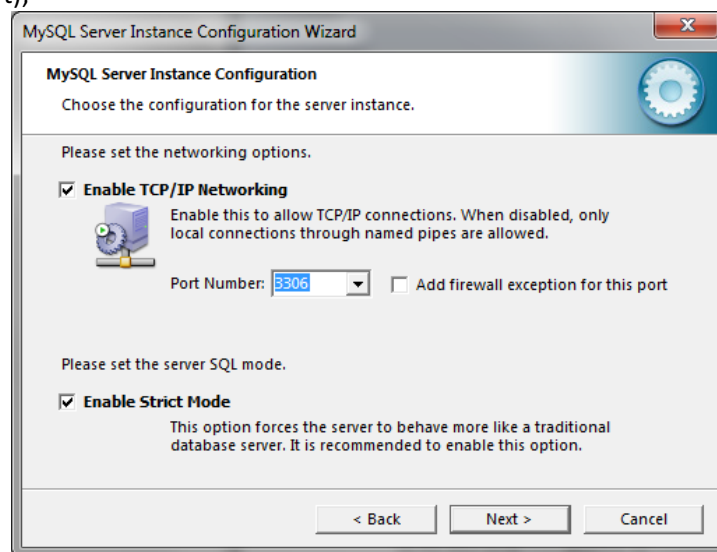 t),
MySQL Server Instance Configuration Wizard
MySQL Server Instance Configuration
Choose the configuration for the server instance.
Please set the networking options.
Enable TCP/IP Networking
Enable this to allow TCP/IP connections. When disabled, only
local connections through named pipes are allowed.
Port Number: 3306 Add firewall exception for this port
Please set the server SQL mode.
Enable Strict Mode
This option forces the server to behave more like a traditional
database server. It is recommended to enable this option.
< Back Next > Cancel